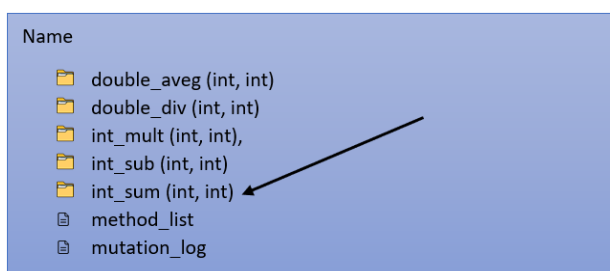 Name
double_aveg (int, int)
double_div (int, int)
int_mult (int, int),
int_sub (int, int)
int_sum (int, int)
method_list
mutation_log